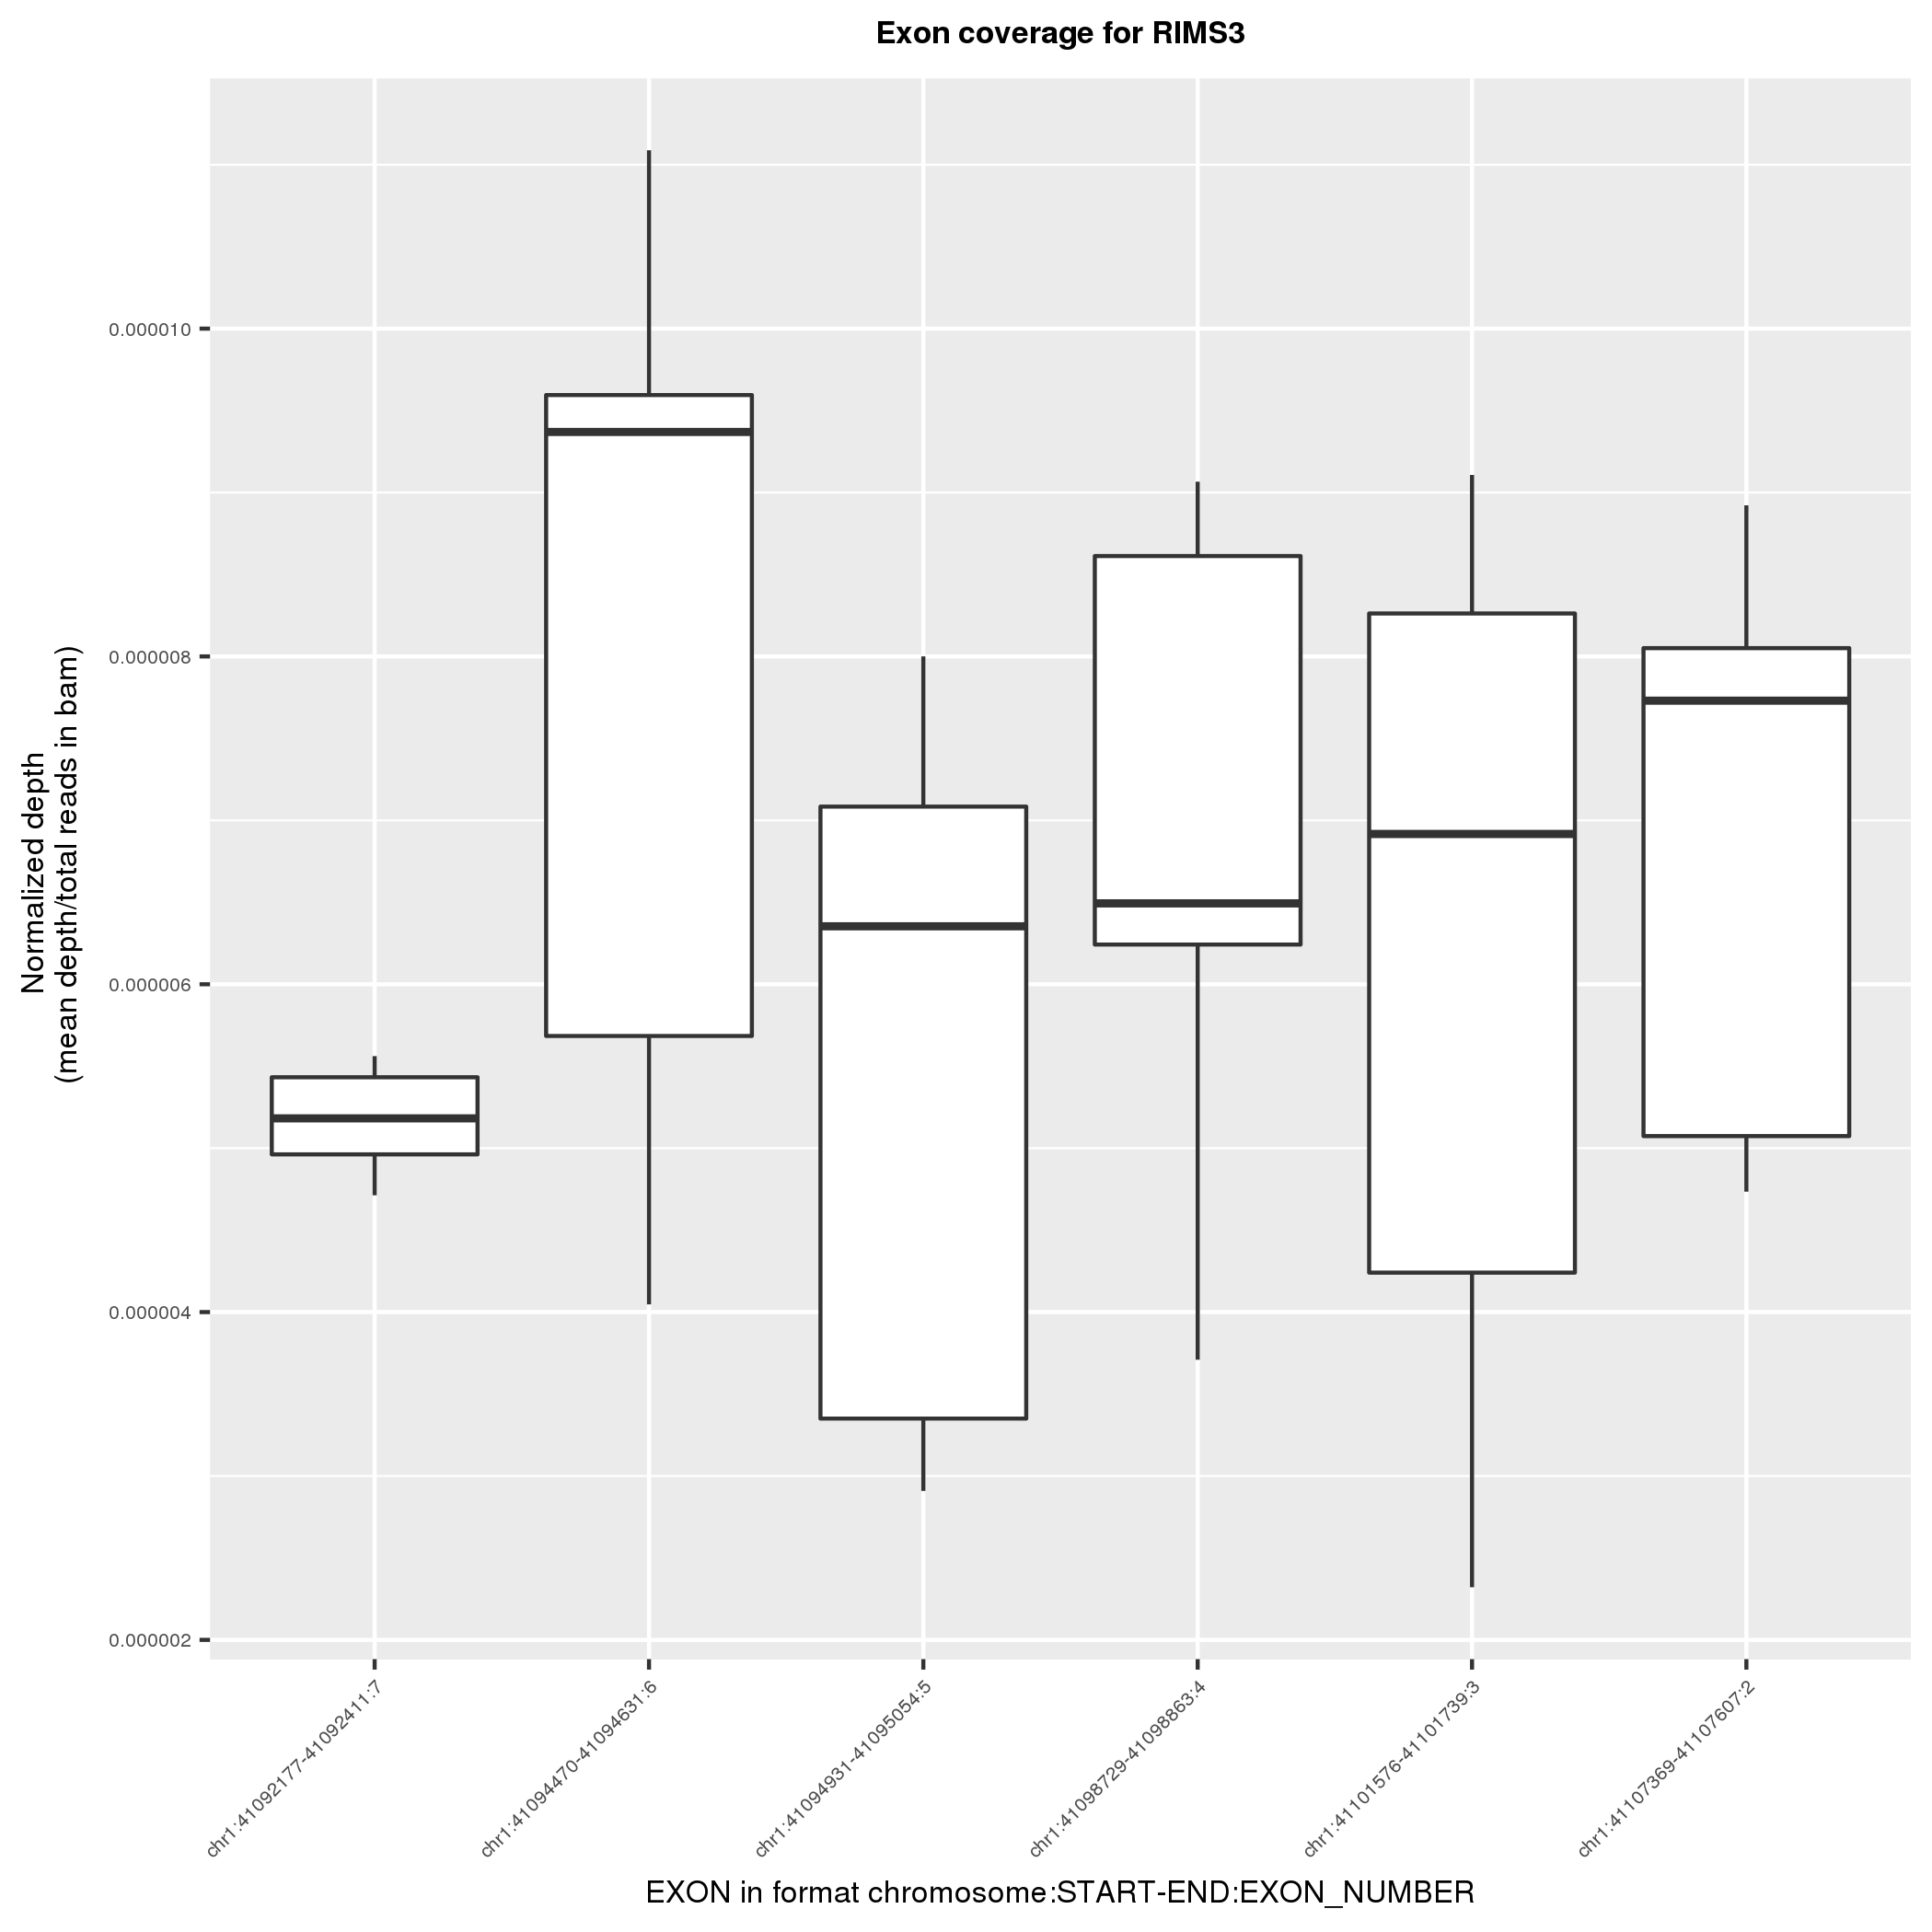 Exon coverage for RIMS3
Normalized depth
(mean depth/total reads in bam)
0.000010
0.000008
0.000006
0.000004
0.000002
chr1:41092177-41092411:7
chr1:41094470-41094631:6
chr1:41094931-41095054:5
chr1:41098729-41098863:4
chr1:41101576-41101739:3
chr1:41107369-41107607:2
EXON in format chromosome:START-END:EXON_NUMBER